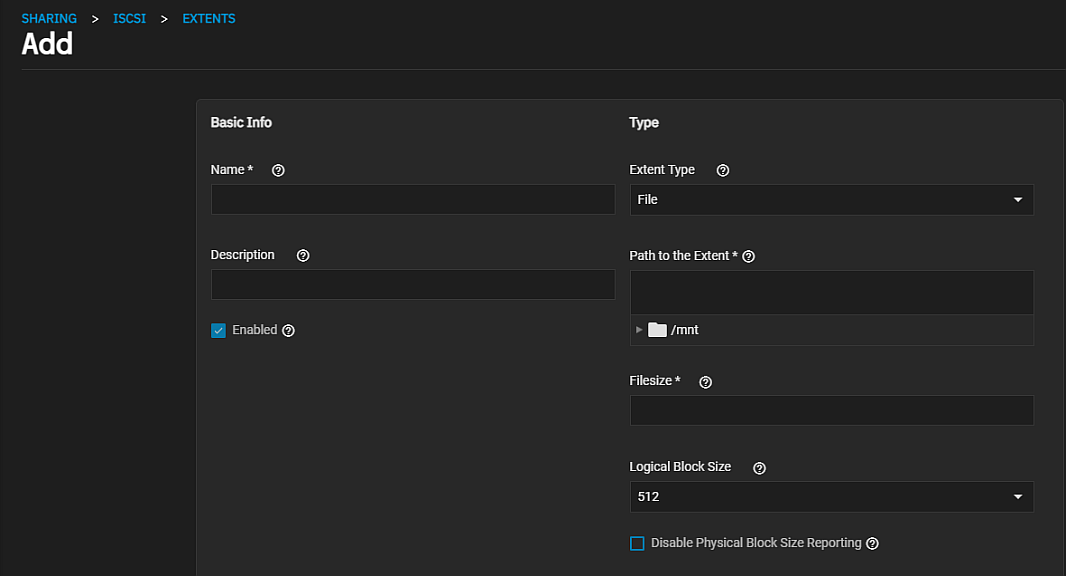 SHARING > ISCSI > EXTENTS
Add
Basic Info
Name *
Description
Enabled
Type
Extent Type
File
Path to the Extent *
/mnt
Filesize *
Logical Block Size
512
Disable Physical Block Size Reporting